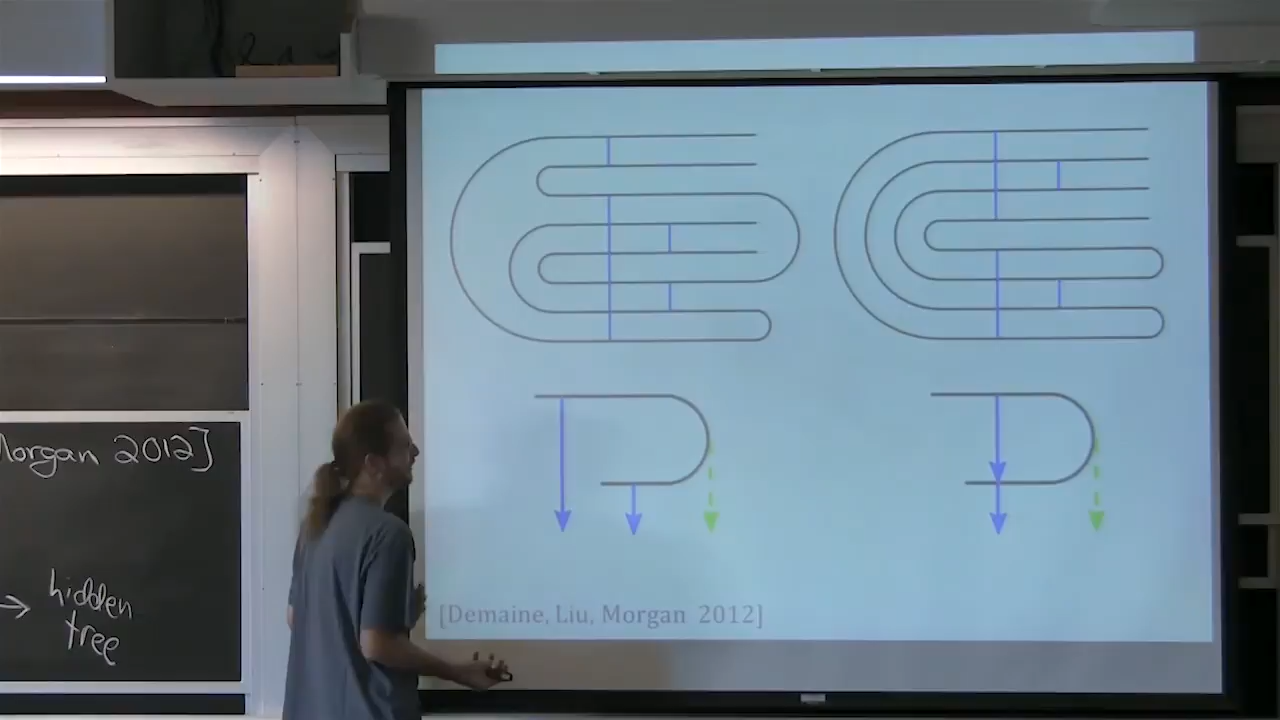 Morgan 2012]
→ hidden
tree
[Demaine, Liu, Morgan 2012]